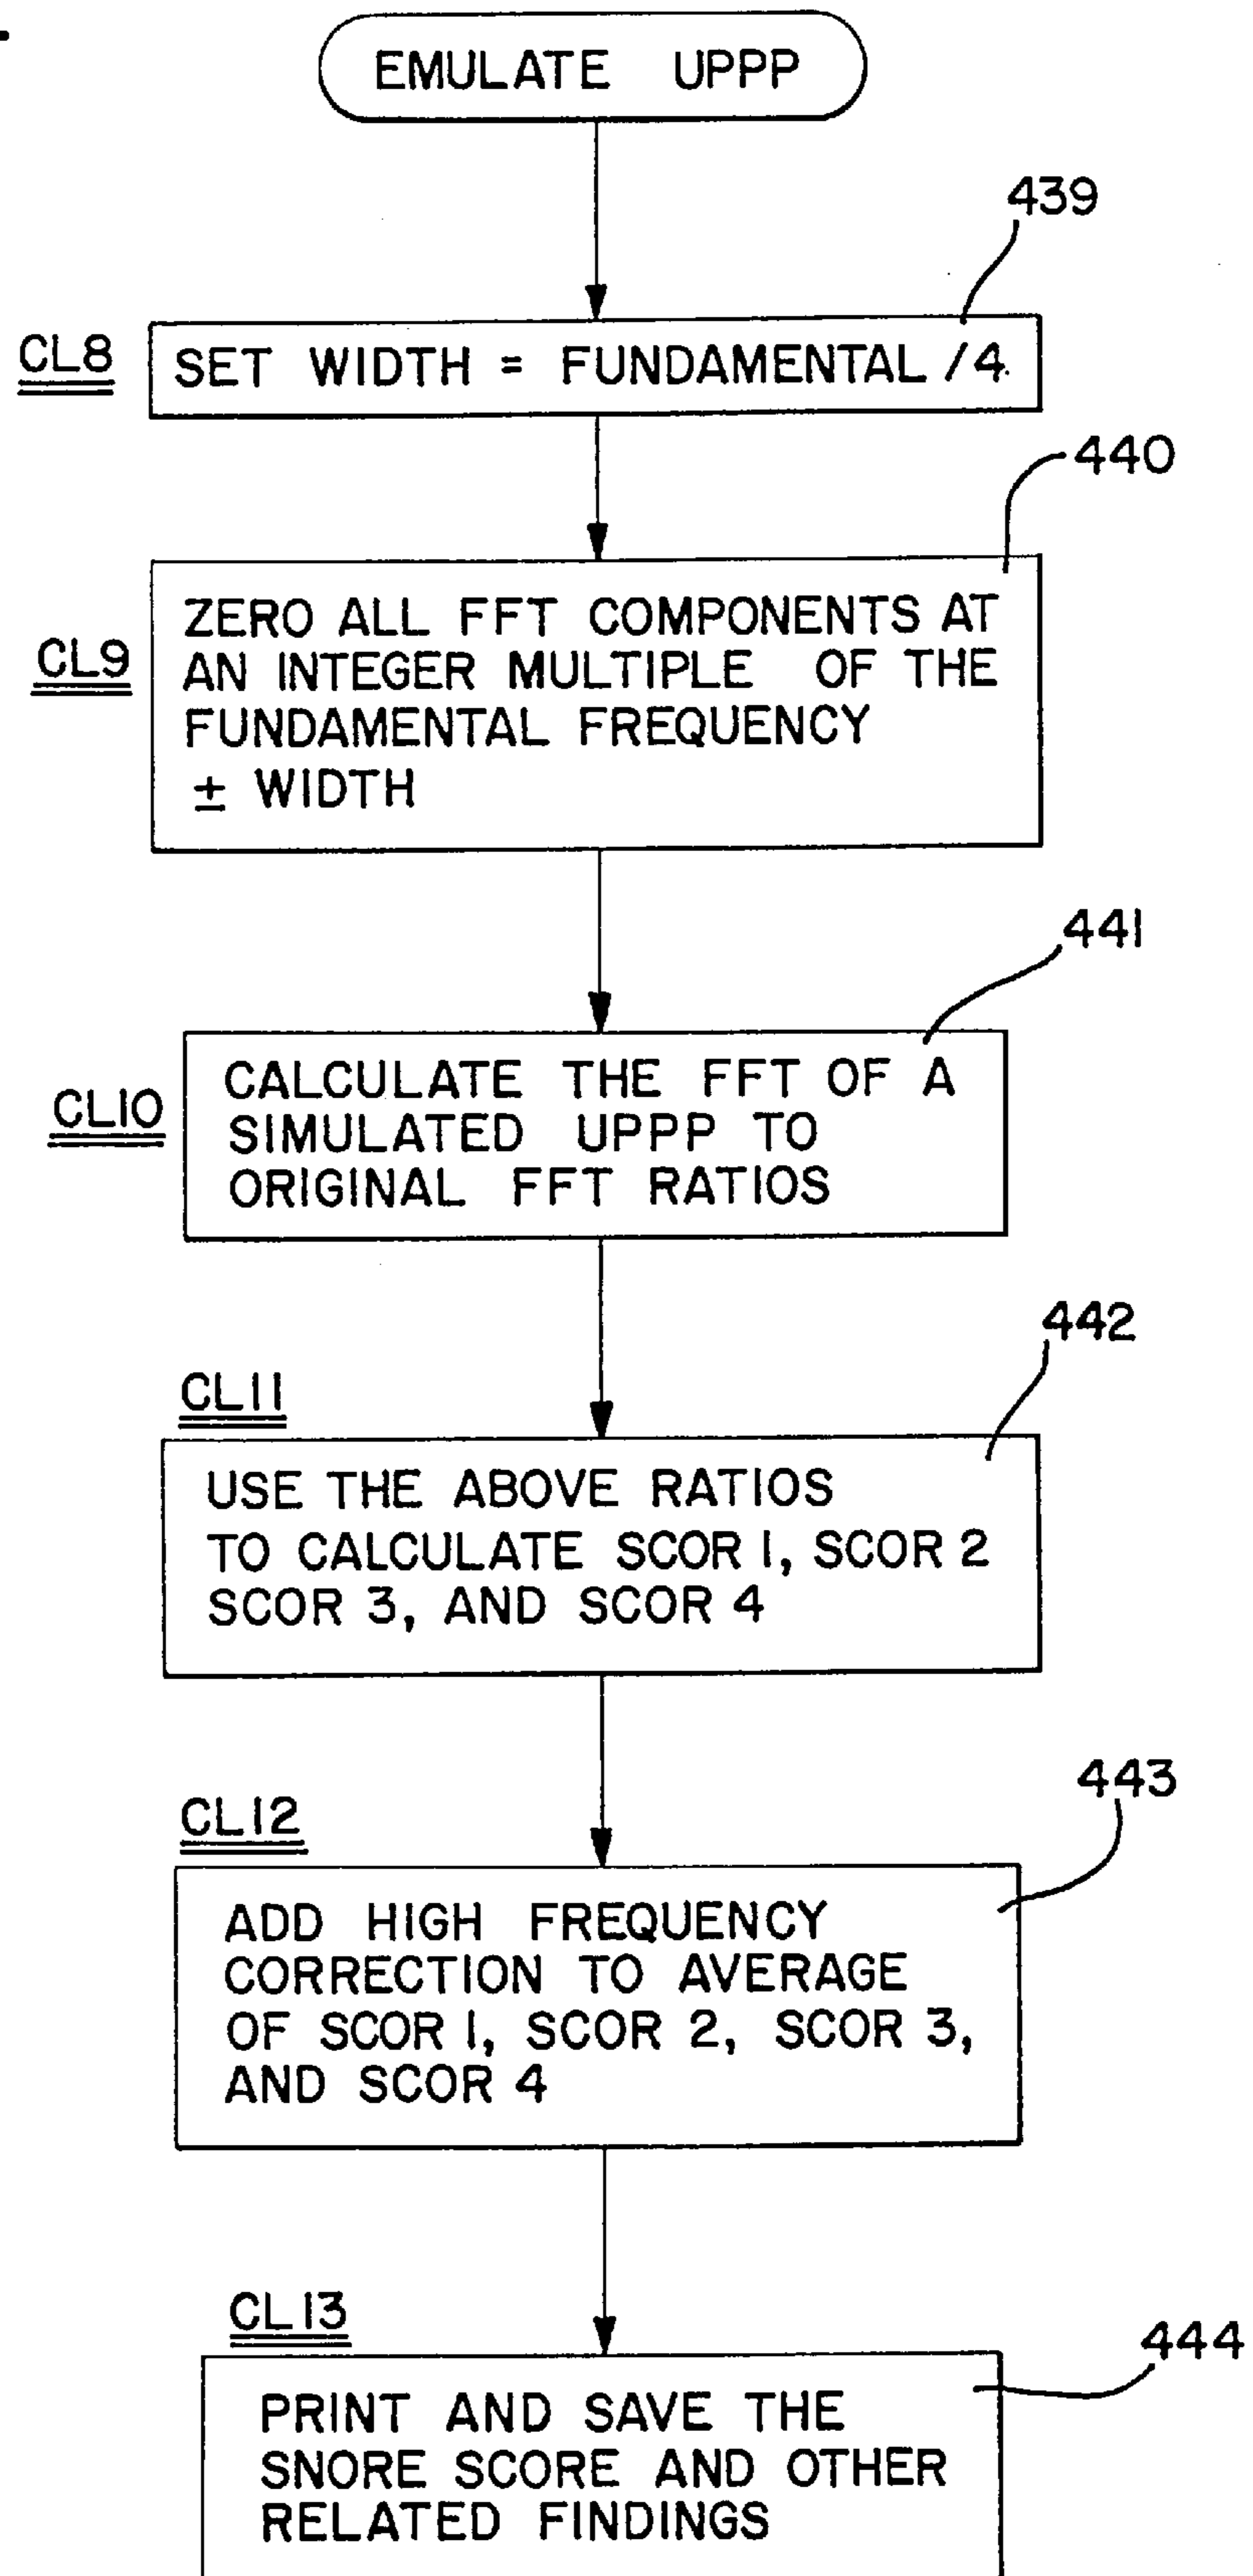 EMULATE UPPP
439
CL8
SET WIDTH = FUNDAMENTAL /4
440
CL9
ZERO ALL FFT COMPONENTS AT
AN INTEGER MULTIPLE OF THE
FUNDAMENTAL FREQUENCY
± WIDTH
441
CL10
CALCULATE THE FFT OF A
SIMULATED UPPP TO
ORIGINAL FFT RATIOS
442
CL11
USE THE ABOVE RATIOS
TO CALCULATE SCOR 1, SCOR 2
SCOR 3, AND SCOR 4
443
CL12
ADD HIGH FREQUENCY
CORRECTION TO AVERAGE
OF SCOR 1, SCOR 2, SCOR 3,
AND SCOR 4
CL13
444
PRINT AND SAVE THE
SNORE SCORE AND OTHER
RELATED FINDINGS